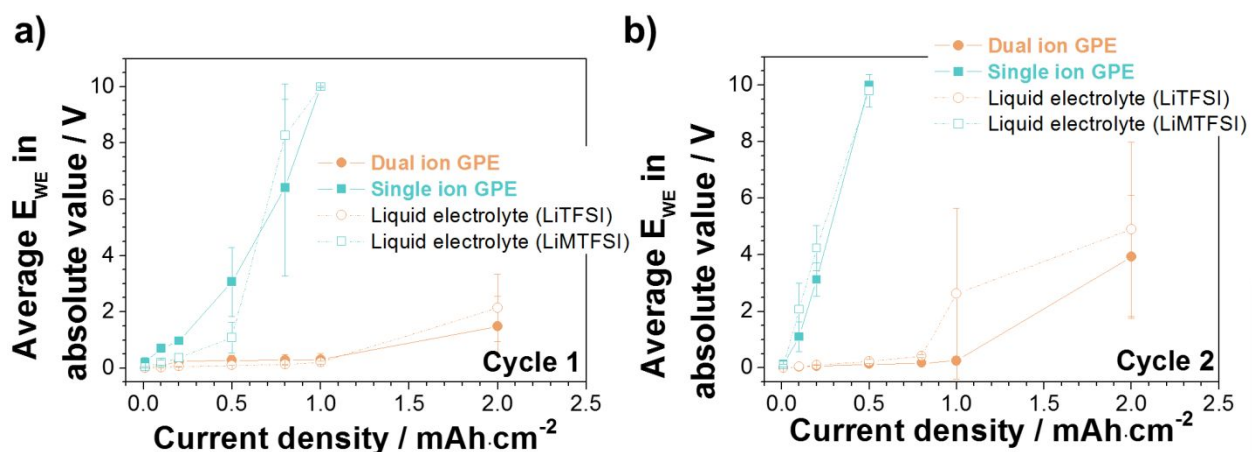 a)
Average E_WE in
absolute value / V
10
8
6
4
2
0
Dual ion GPE
Single ion GPE
Liquid electrolyte (LiTFSI)
Liquid electrolyte (LiMTFSI)
Cycle 1
0.0 0.5 1.0 1.5 2.0 2.5
Current density / mAh·cm⁻²
b)
Average E_WE in
absolute value / V
10
8
6
4
2
0
Dual ion GPE
Single ion GPE
Liquid electrolyte (LiTFSI)
Liquid electrolyte (LiMTFSI)
Cycle 2
0.0 0.5 1.0 1.5 2.0 2.5
Current density / mAh·cm⁻²